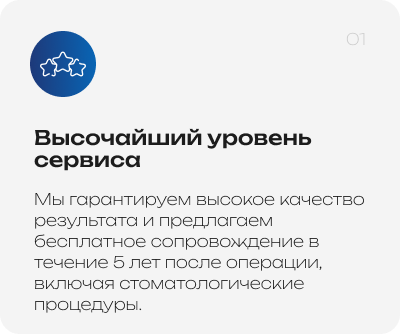 01
Высочайший уровень
сервиса
Мы гарантируем высокое качество
результата и предлагаем
бесплатное сопровождение в
течение 5 лет после операции,
включая стоматологические
процедуры.